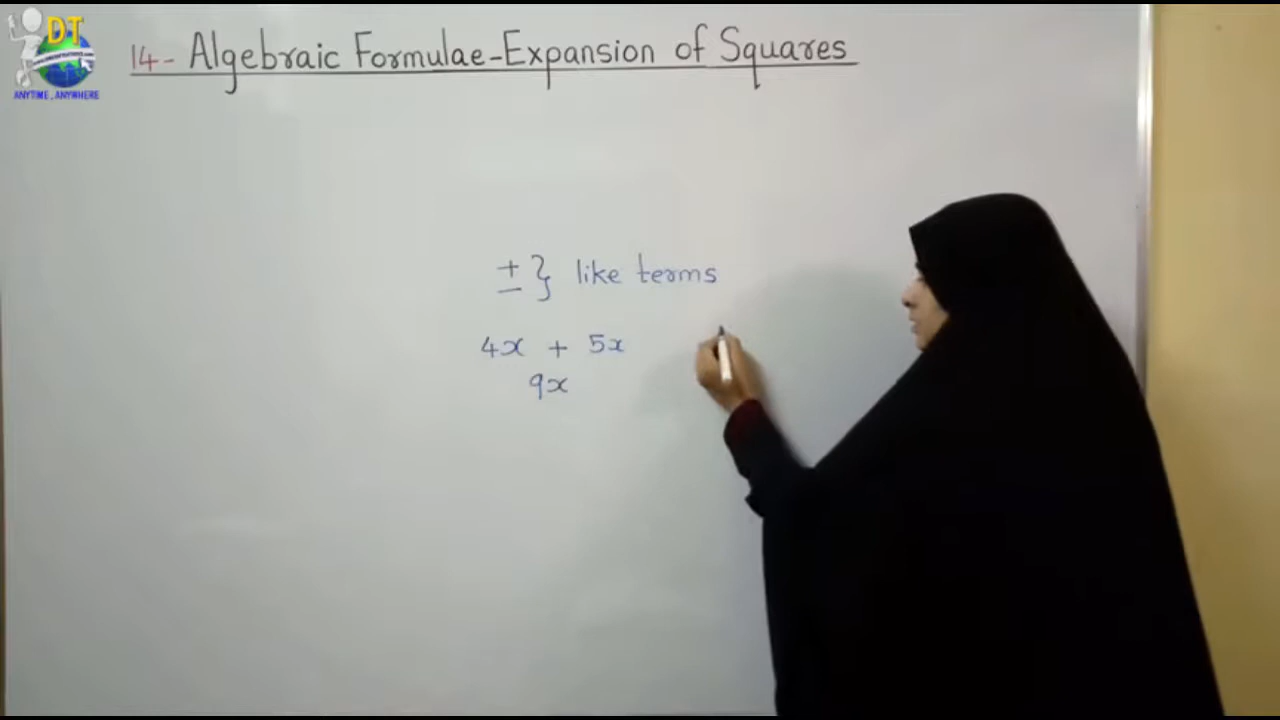 DT
ANYTIME, ANYWHERE
14- Algebraic Formulae-Expansion of Squares
+
− } like terms
4x + 5x
9x